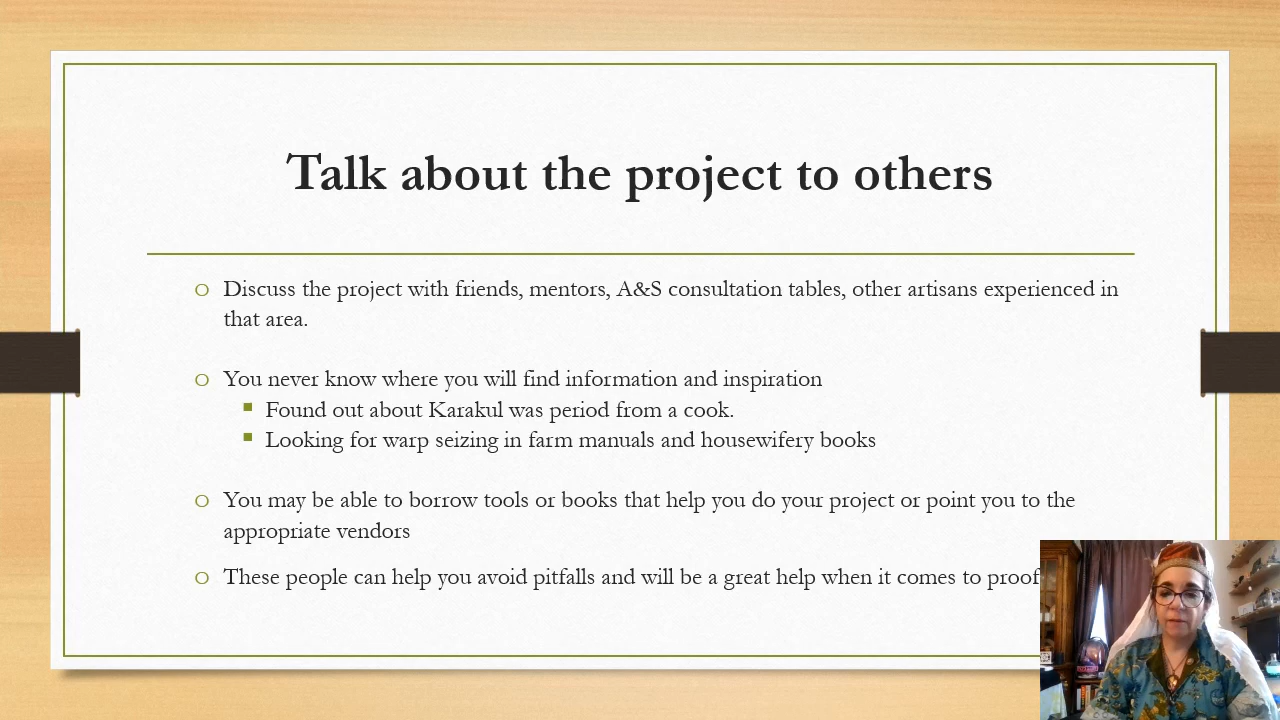 Talk about the project to others
o Discuss the project with friends, mentors, A&S consultation tables, other artisans experienced in
that area.
o You never know where you will find information and inspiration
▪ Found out about Karakul was period from a cook.
▪ Looking for warp seizing in farm manuals and housewifery books
o You may be able to borrow tools or books that help you do your project or point you to the
appropriate vendors
o These people can help you avoid pitfalls and will be a great help when it comes to proof